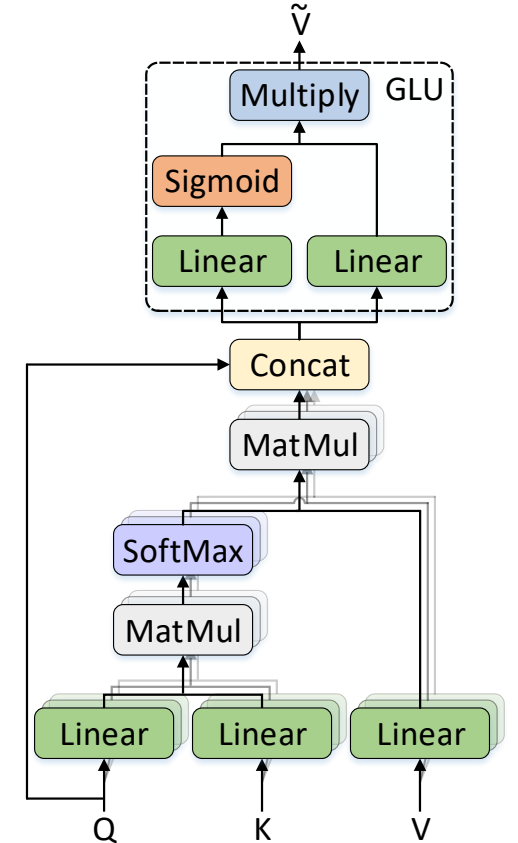 Ṽ
Multiply GLU
Sigmoid
Linear Linear
Concat
MatMul
SoftMax
MatMul
Linear Linear Linear
Q K V